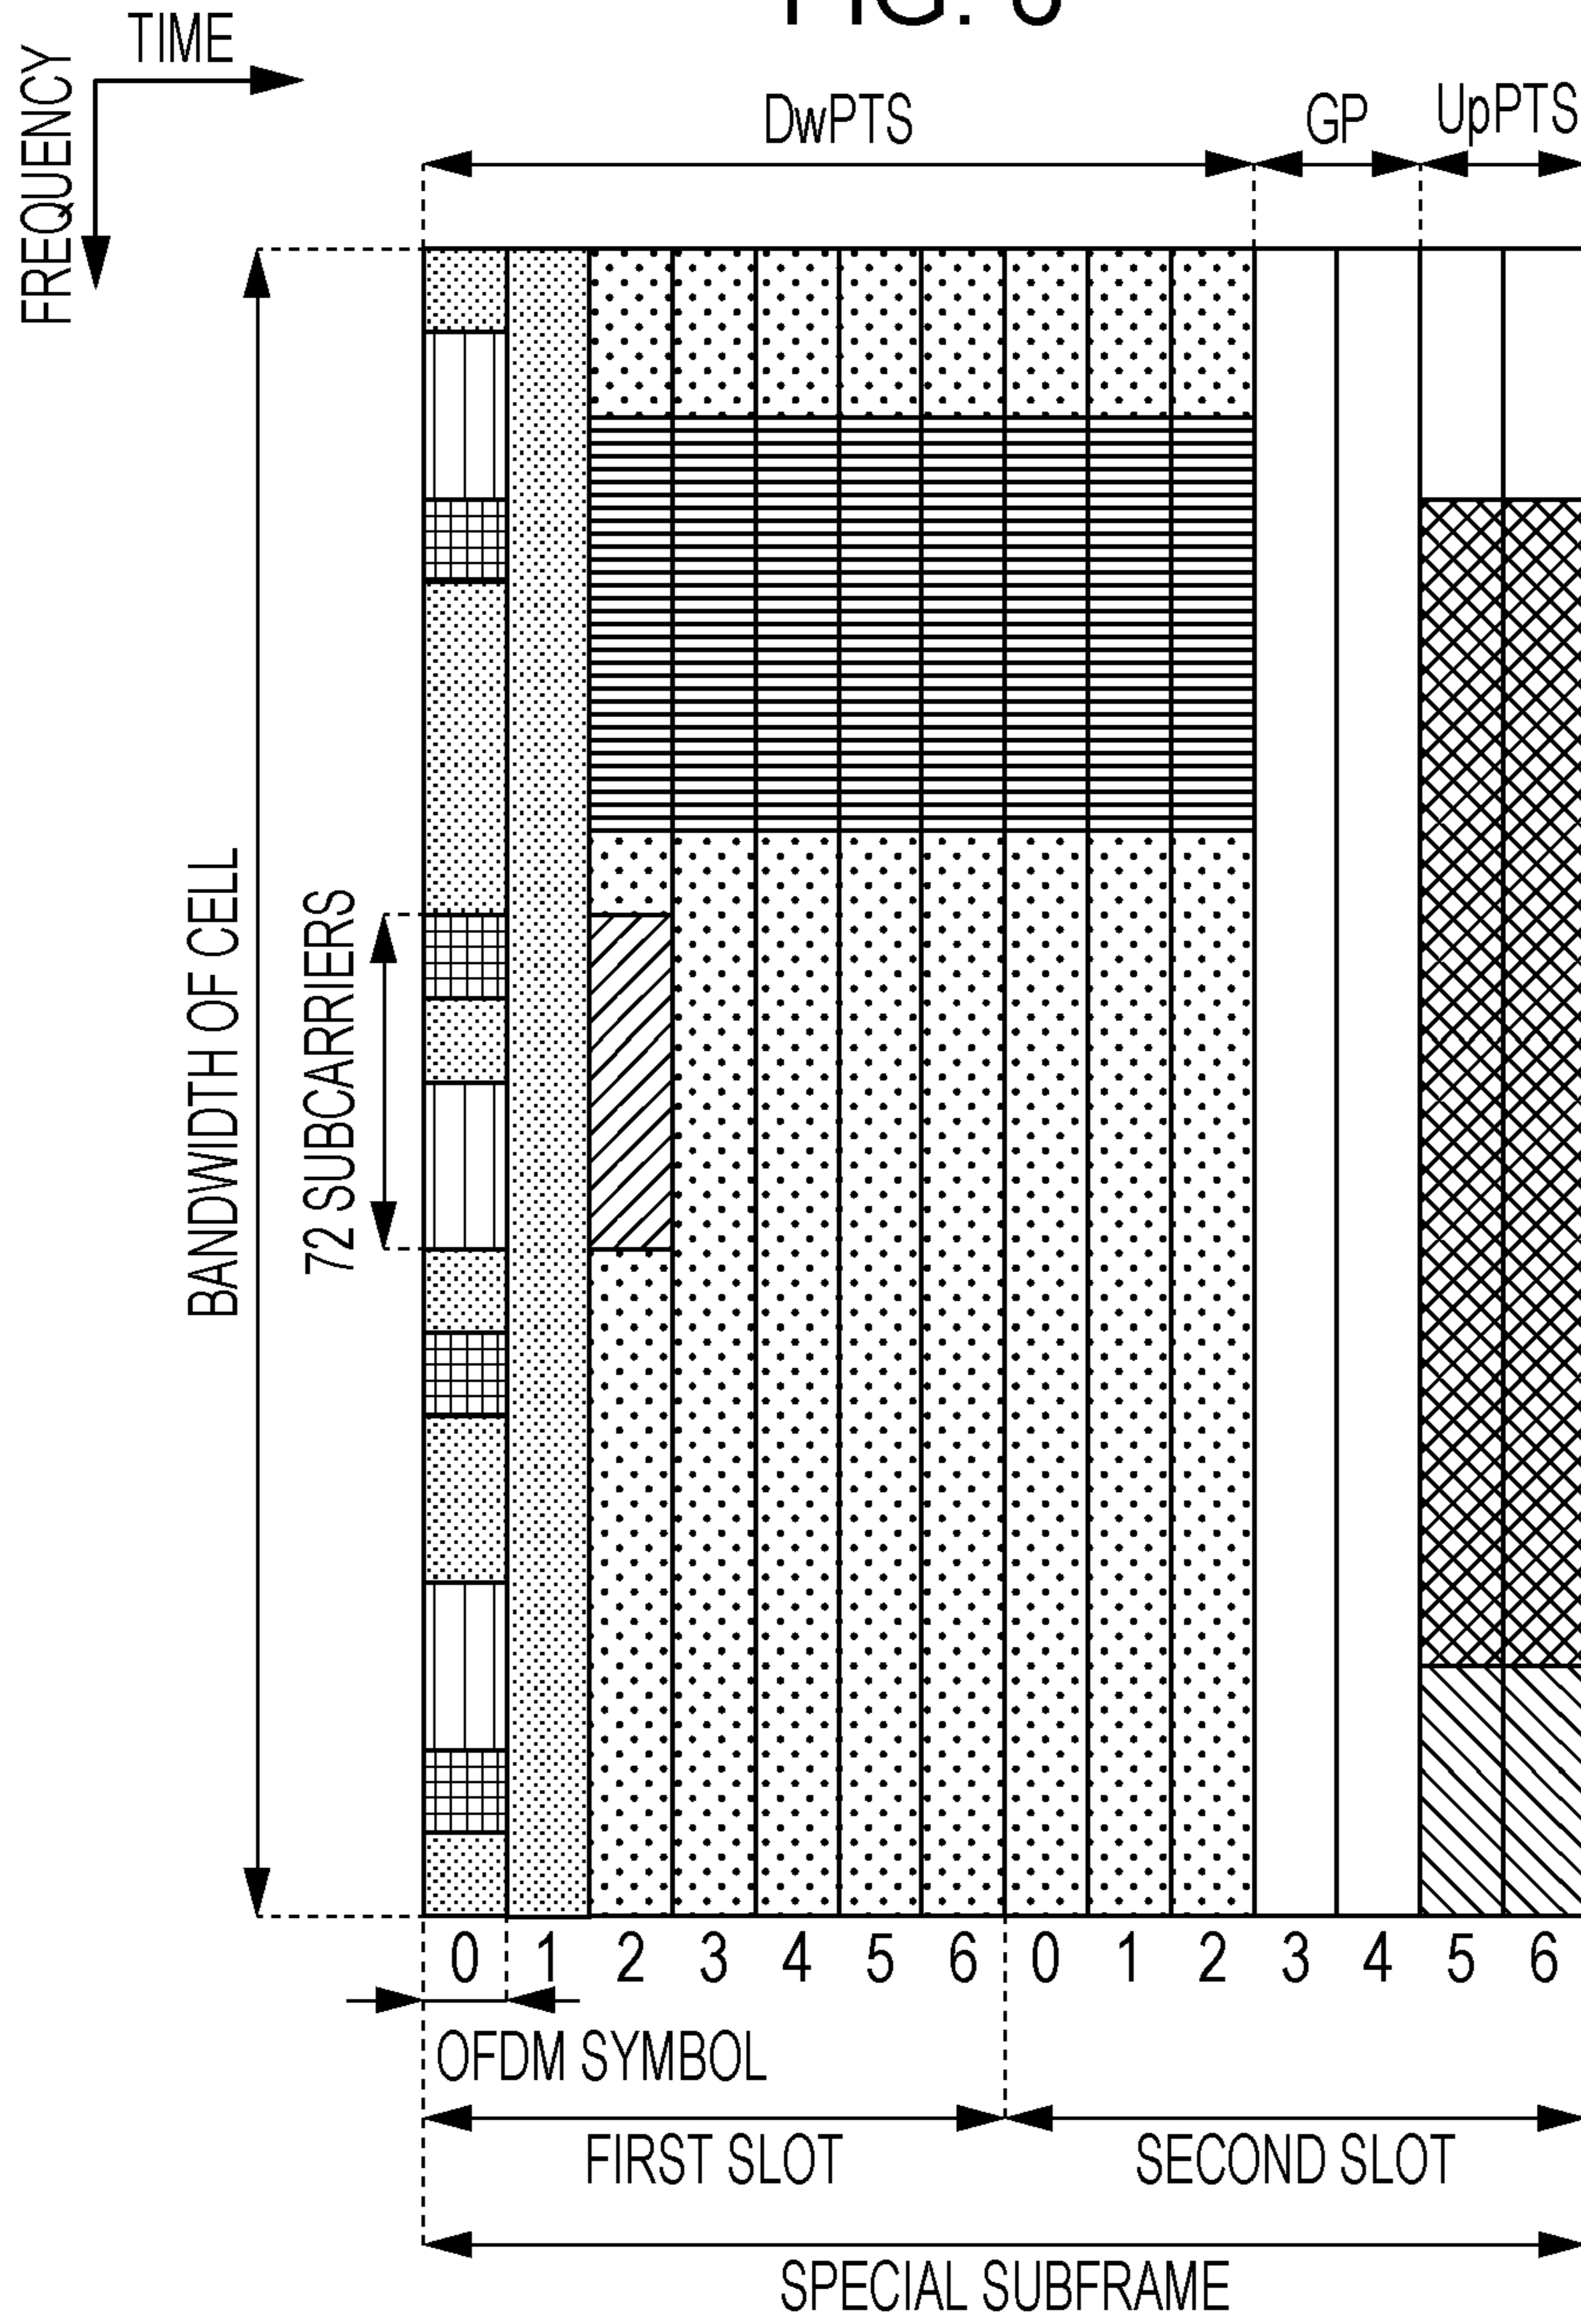 TIME
FREQUENCY
DwPTS
GP
UpPTS
BANDWIDTH OF CELL
72 SUBCARRIERS
0 1 2 3 4 5 6 0 1 2 3 4 5 6
OFDM SYMBOL
FIRST SLOT
SECOND SLOT
SPECIAL SUBFRAME